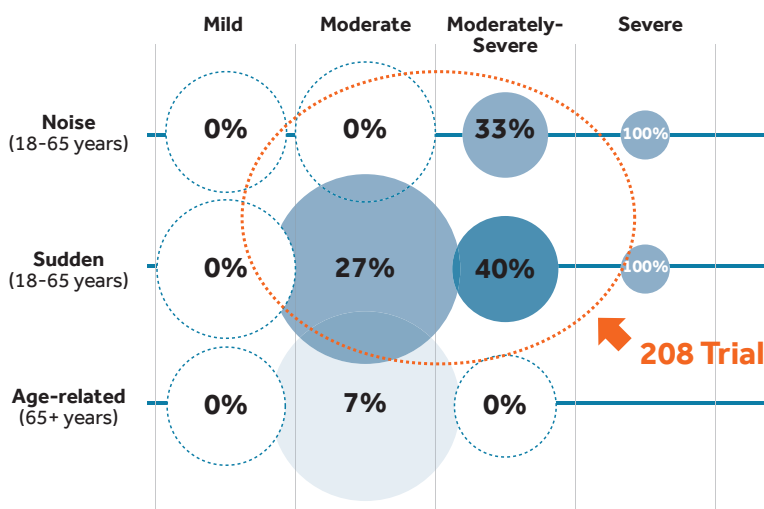 Mild Moderate Moderately- Severe
Severe
Noise 0% 0% 33% 100%
(18-65 years)
Sudden 0% 27% 40% 100%
(18-65 years)
208 Trial
Age-related 0% 7% 0%
(65+ years)